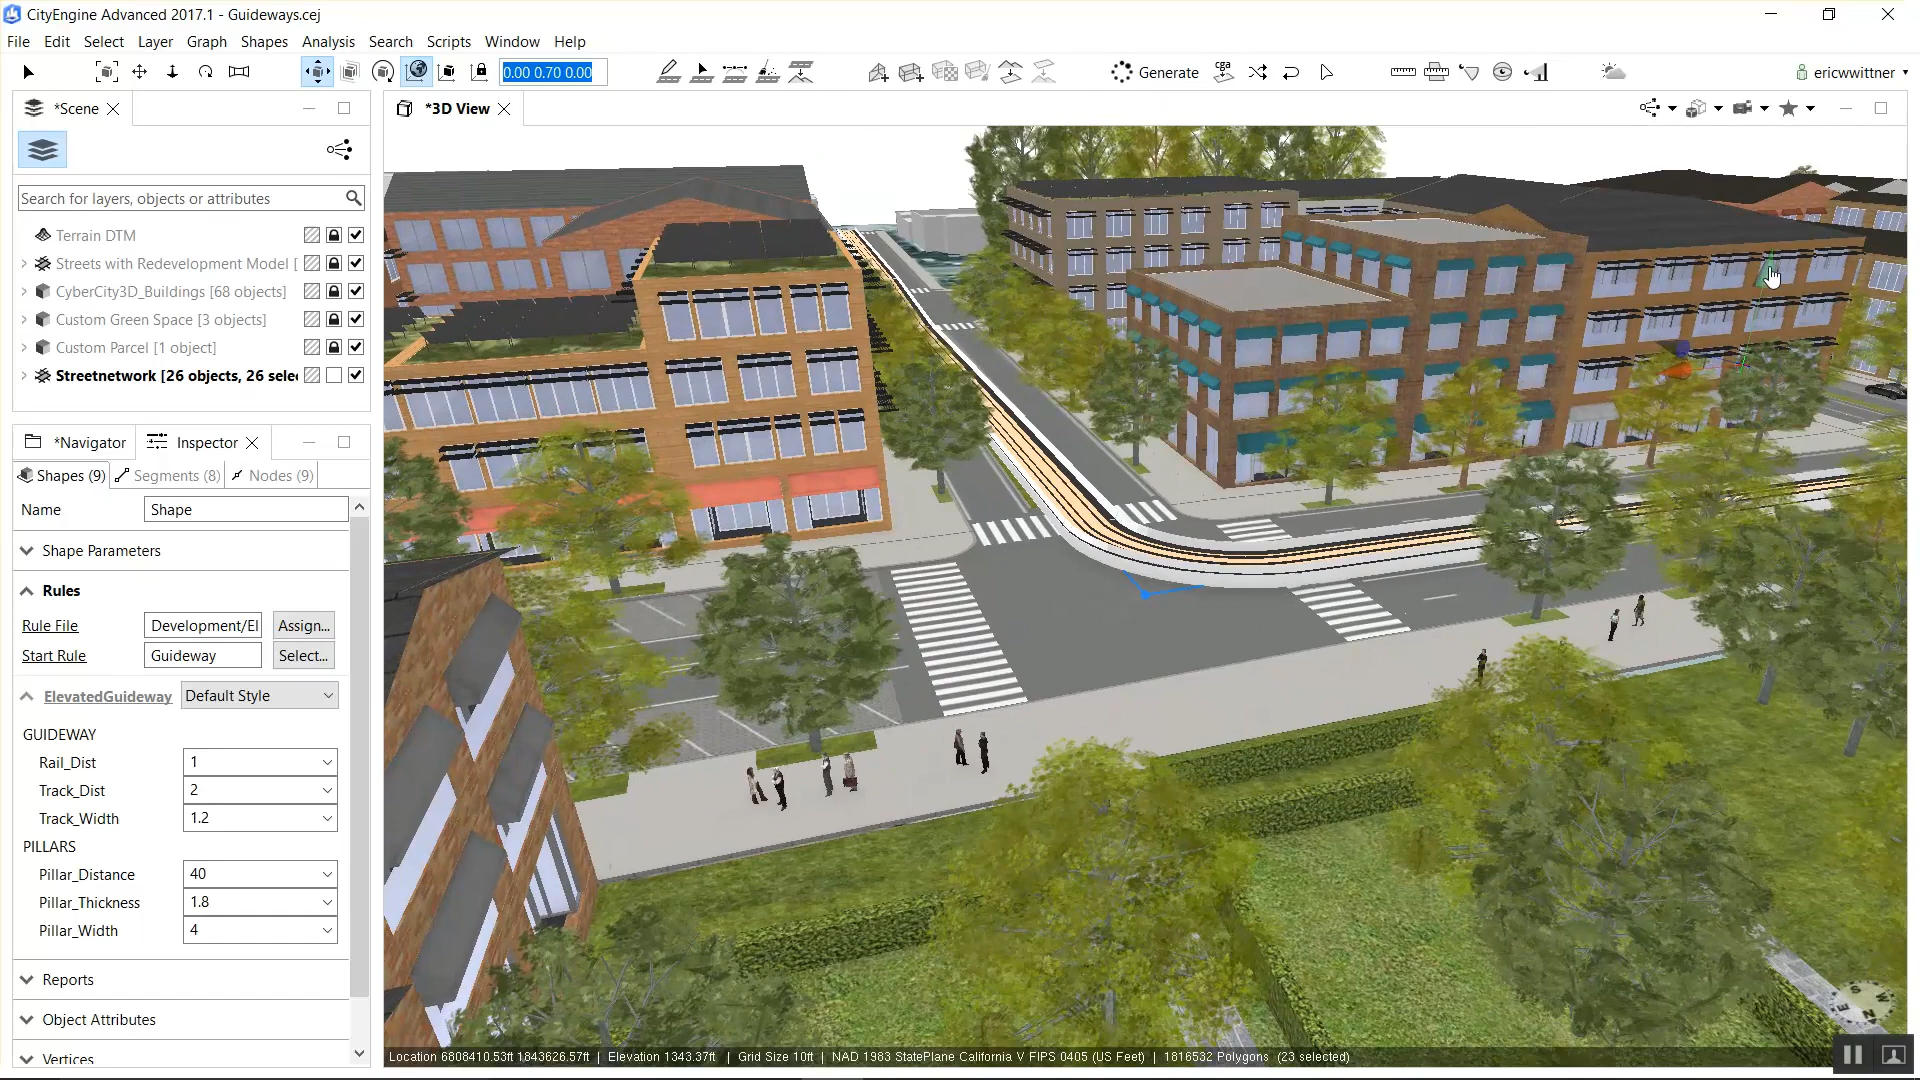 CityEngine Advanced 2017.1 - Guideways.cej
File Edit Select Layer Graph Shapes Analysis Search Scripts Window Help
0.00 0.70 0.00
Generate
cga
ericwwittner
*Scene
*3D View
Search for layers, objects or attributes
Terrain DTM
Streets with Redevelopment Model [
CyberCity3D_Buildings [68 objects]
Custom Green Space [3 objects]
Custom Parcel [1 object]
Streetnetwork [26 objects, 26 sele
*Navigator
Inspector
Shapes (9)
Segments (8)
Nodes (9)
Name Shape
Shape Parameters
Rules
Rule File Development/El Assign...
Start Rule Guideway Select...
ElevatedGuideway Default Style
GUIDEWAY
Rail_Dist 1
Track_Dist 2
Track_Width 1.2
PILLARS
Pillar_Distance 40
Pillar_Thickness 1.8
Pillar_Width 4
Reports
Object Attributes
Vertices
Location 6808410.53ft 1843626.57ft | Elevation 1343.37ft | Grid Size 10ft | NAD 1983 StatePlane California V FIPS 0405 (US Feet) | 1816532 Polygons (23 selected)
S
E
W
N